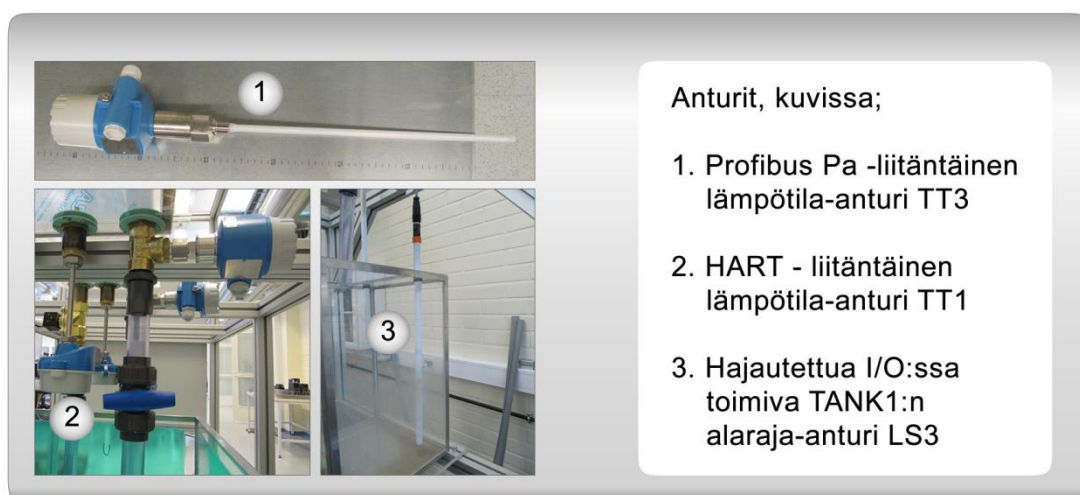 1
2
3
Anturit, kuvissa;
1. Profibus Pa -liitäntäinen
lämpötila-anturi TT3
2. HART - liitäntäinen
lämpötila-anturi TT1
3. Hajautettua I/O:ssa
toimiva TANK1:n
alaraja-anturi LS3